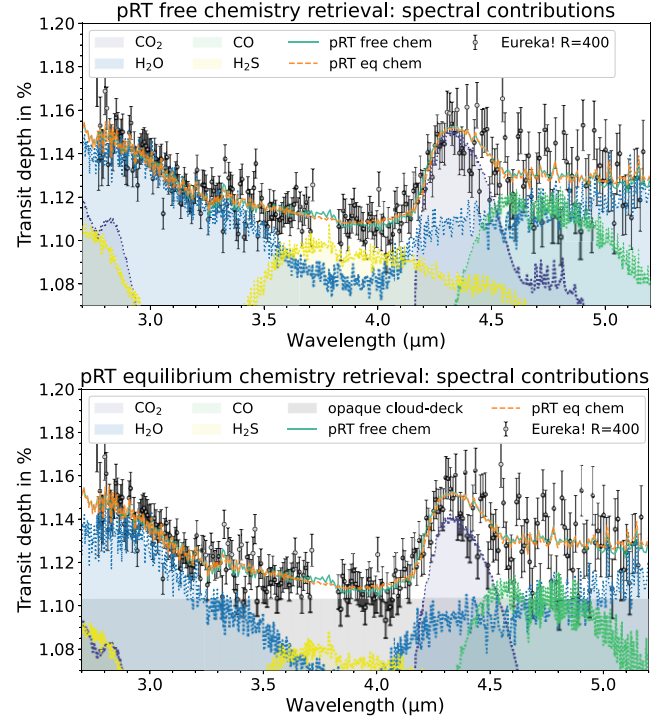 pRT free chemistry retrieval: spectral contributions
CO₂ CO pRT free chem Eureka! R=400
H₂O H₂S pRT eq chem
1.20
1.18
1.16
1.14
1.12
1.10
1.08
Transit depth in %
3.0 3.5 4.0 4.5 5.0
Wavelength (μm)
pRT equilibrium chemistry retrieval: spectral contributions
CO₂ CO opaque cloud-deck pRT eq chem
H₂O H₂S pRT free chem Eureka! R=400
1.20
1.18
1.16
1.14
1.12
1.10
1.08
Transit depth in %
3.0 3.5 4.0 4.5 5.0
Wavelength (μm)